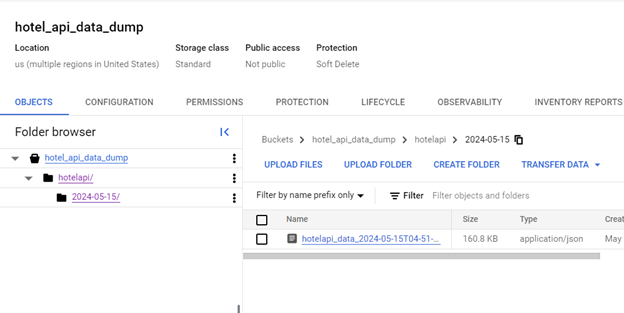 hotel_api_data_dump
Location Storage class Public access Protection
us (multiple regions in United States) Standard Not public Soft Delete
OBJECTS CONFIGURATION PERMISSIONS PROTECTION LIFECYCLE OBSERVABILITY INVENTORY REPORTS
Folder browser
hotel_api_data_dump
hotelapi/
2024-05-15/
Buckets > hotel_api_data_dump > hotelapi > 2024-05-15
UPLOAD FILES UPLOAD FOLDER CREATE FOLDER TRANSFER DATA
Filter by name prefix only Filter Filter objects and folders
Name Size Type Creat
hotelapi_data_2024-05-15T04-51-... 160.8 KB application/json May